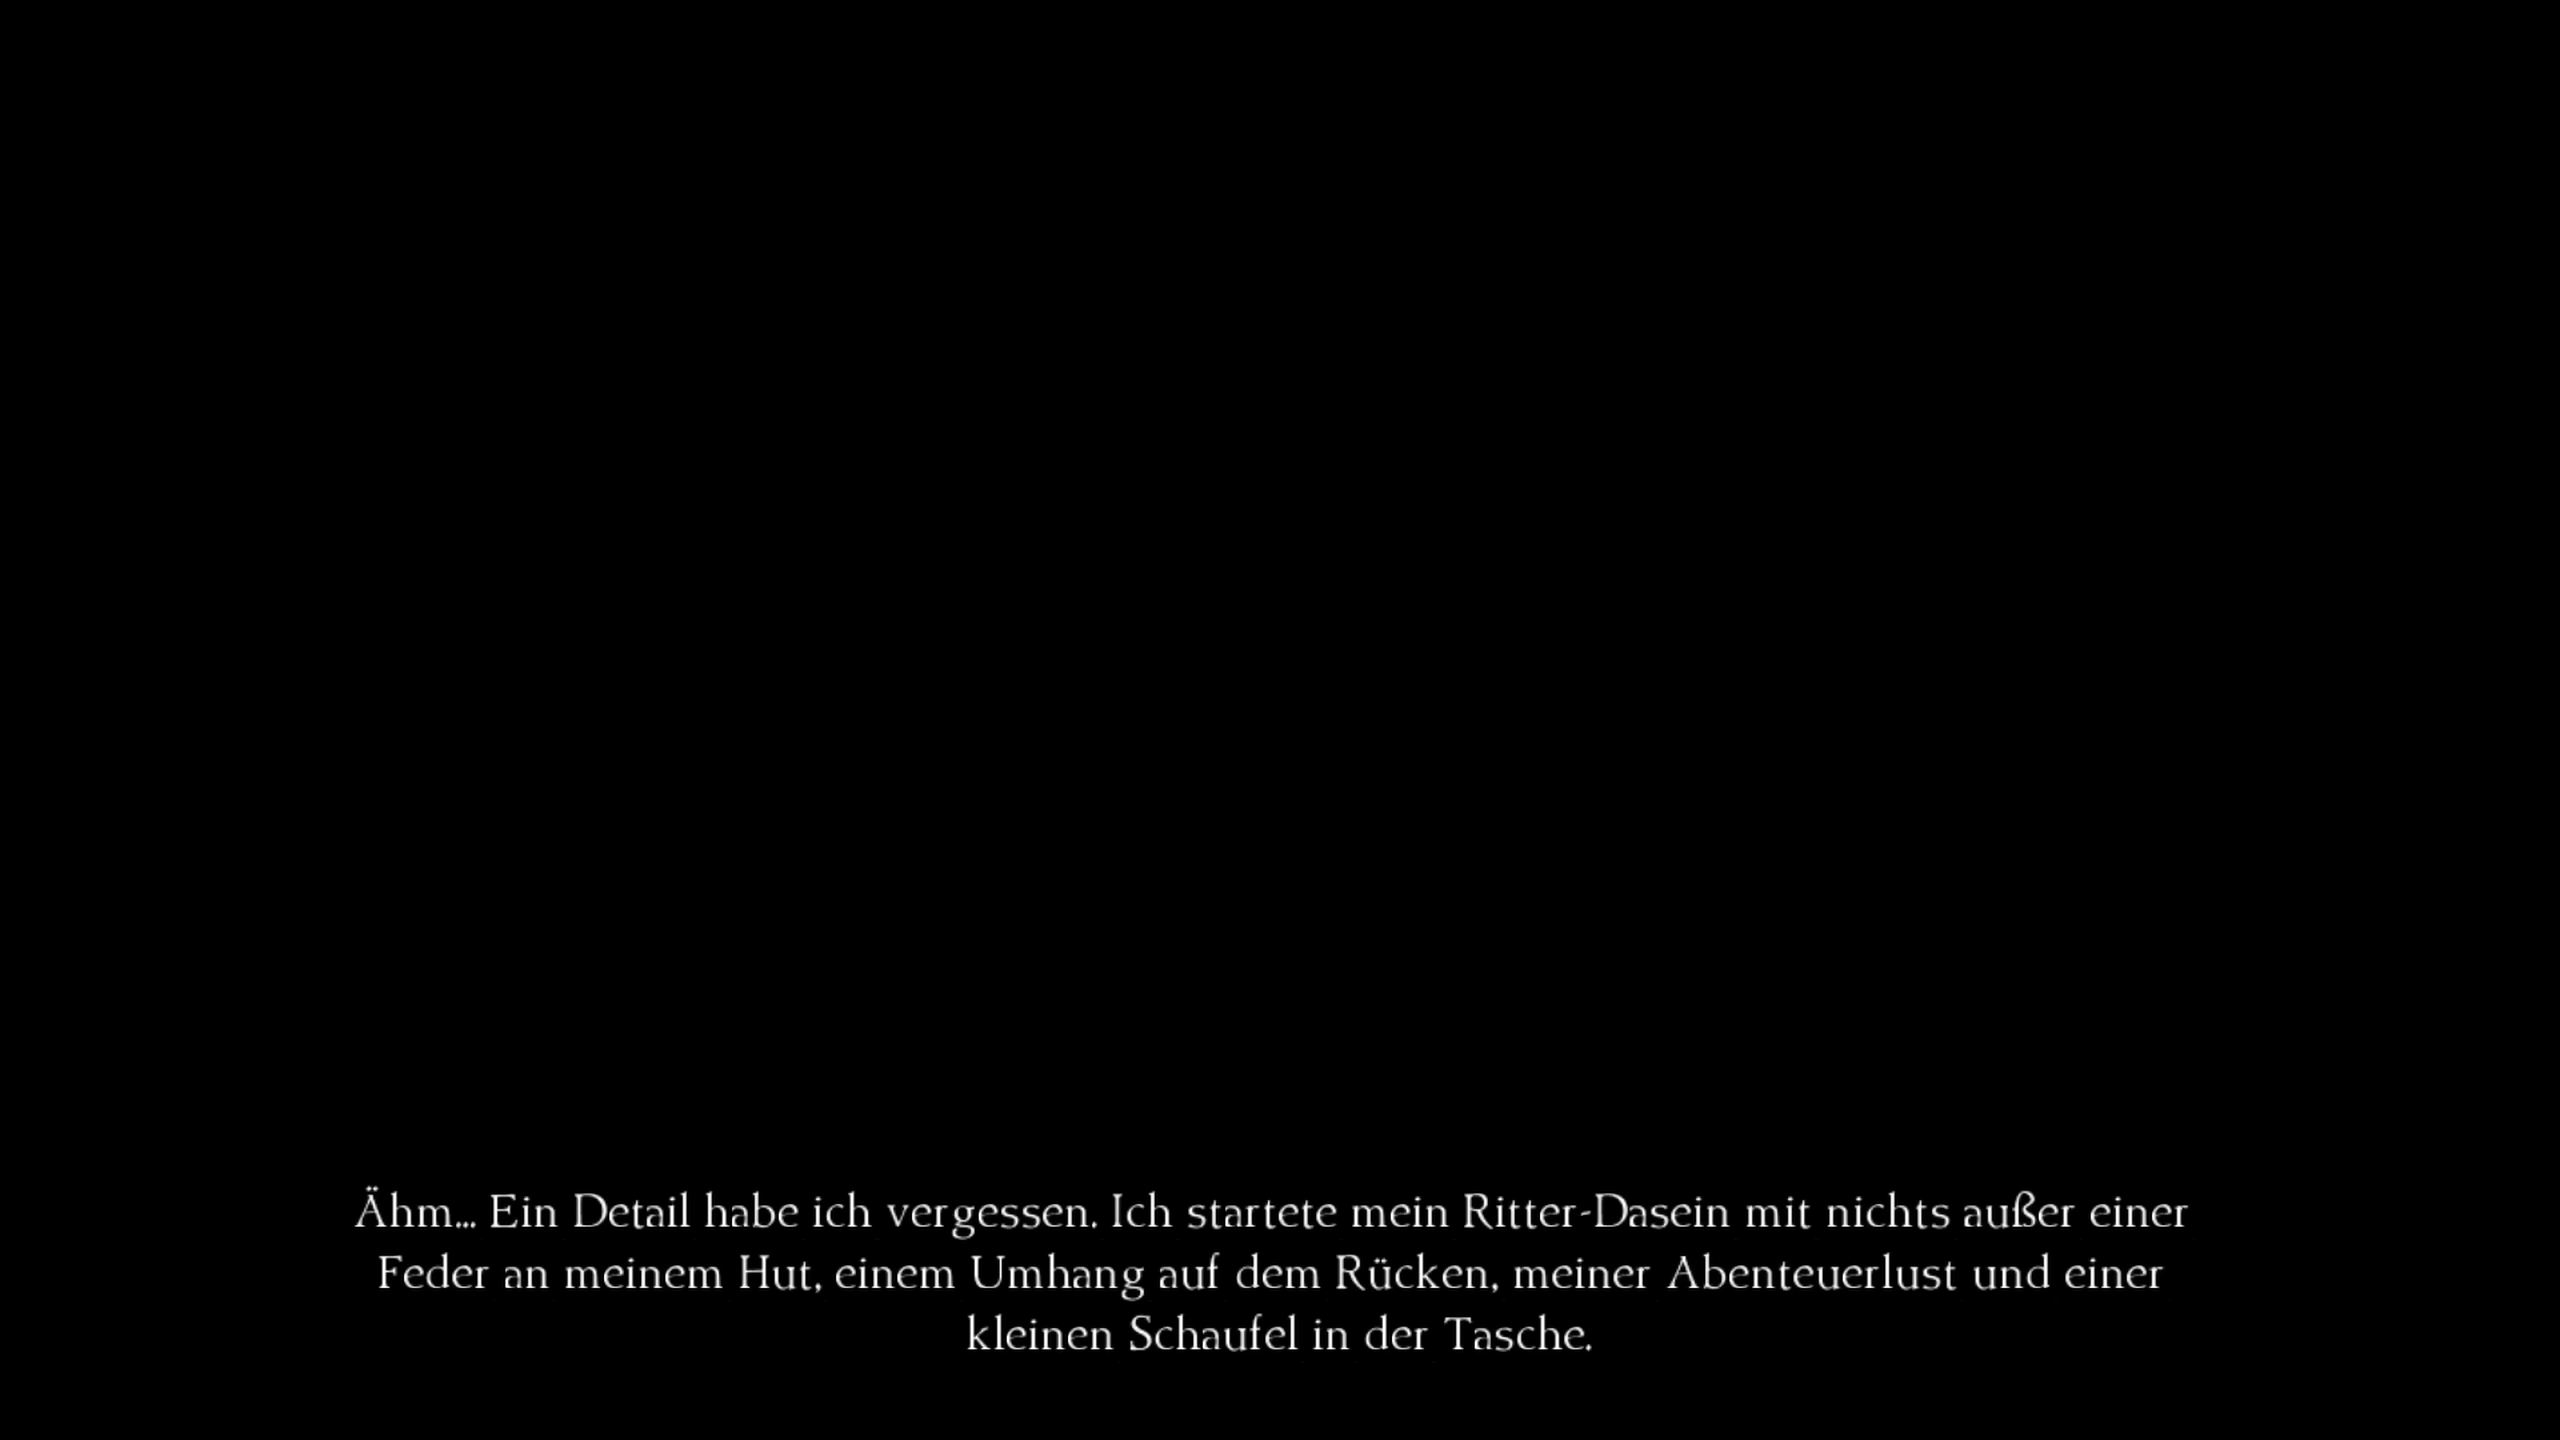 Ähm... Ein Detail habe ich vergessen. Ich startete mein Ritter-Dasein mit nichts außer einer
Feder an meinem Hut, einem Umhang auf dem Rücken, meiner Abenteuerlust und einer
kleinen Schaufel in der Tasche.